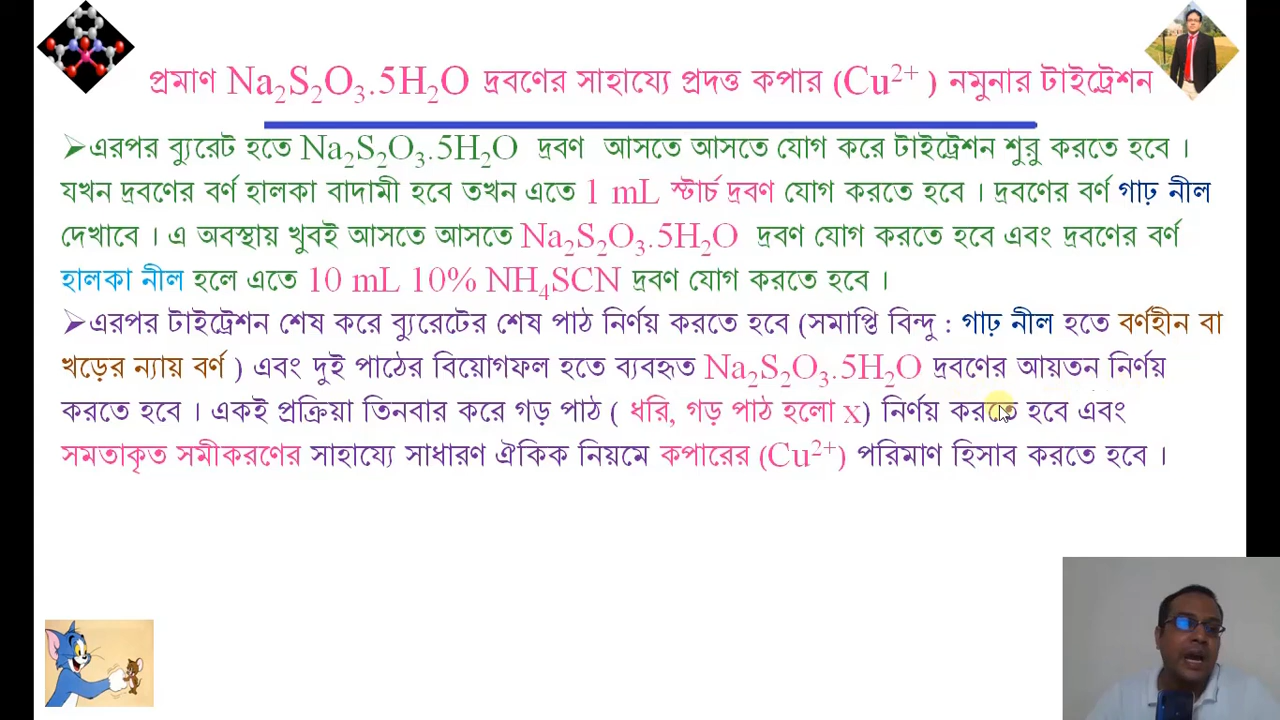 প্রমাণ Na₂S₂O₃.5H₂O দ্রবণের সাহায্যে প্রদত্ত কপার (Cu²⁺ ) নমুনার টাইট্রেশন
➤এরপর ব্যুরেট হতে Na₂S₂O₃.5H₂O দ্রবণ আসতে আসতে যোগ করে টাইট্রেশন শুরু করতে হবে ।
যখন দ্রবণের বর্ণ হালকা বাদামী হবে তখন এতে 1 mL স্টার্চ দ্রবণ যোগ করতে হবে । দ্রবণের বর্ণ গাঢ় নীল
দেখাবে । এ অবস্থায় খুবই আসতে আসতে Na₂S₂O₃.5H₂O দ্রবণ যোগ করতে হবে এবং দ্রবণের বর্ণ
হালকা নীল হলে এতে 10 mL 10% NH₄SCN দ্রবণ যোগ করতে হবে ।
➤এরপর টাইট্রেশন শেষ করে ব্যুরেটের শেষ পাঠ নির্ণয় করতে হবে (সমাপ্তি বিন্দু : গাঢ় নীল হতে বর্ণহীন বা
খড়ের ন্যায় বর্ণ ) এবং দুই পাঠের বিয়োগফল হতে ব্যবহৃত Na₂S₂O₃.5H₂O দ্রবণের আয়তন নির্ণয়
করতে হবে । একই প্রক্রিয়া তিনবার করে গড় পাঠ ( ধরি, গড় পাঠ হলো x) নির্ণয় করতে হবে এবং
সমতাকৃত সমীকরণের সাহায্যে সাধারণ ঐকিক নিয়মে কপারের (Cu²⁺) পরিমাণ হিসাব করতে হবে ।